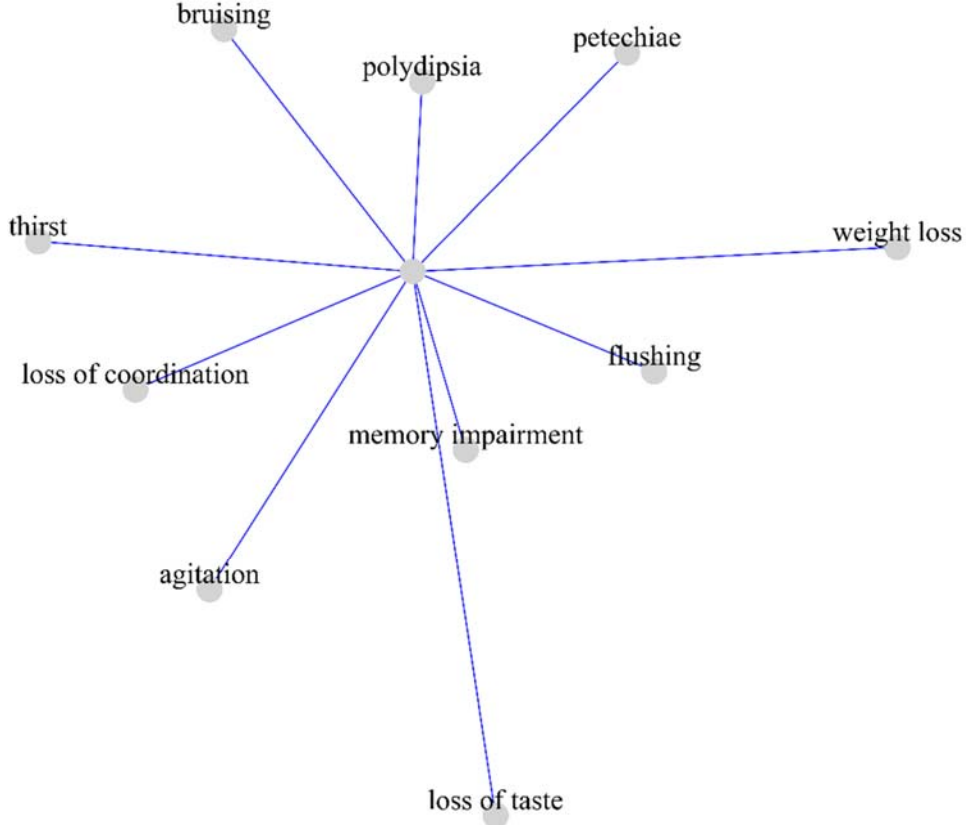 bruising
petechiae
polydipsia
thirst
weight loss
flushing
loss of coordination
memory impairment
agitation
loss of taste